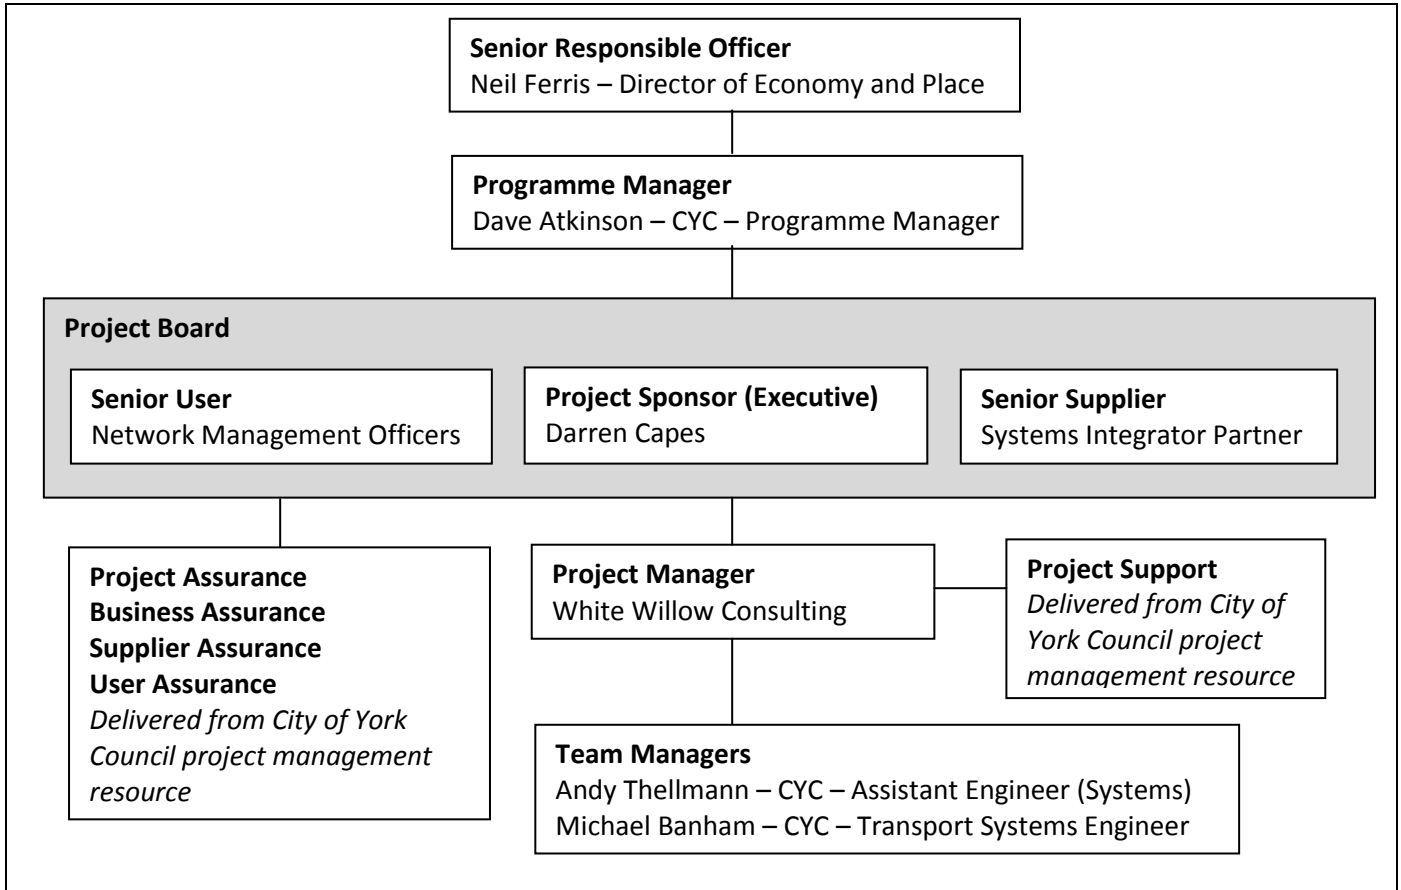 Senior Responsible Officer
Neil Ferris – Director of Economy and Place
Programme Manager
Dave Atkinson – CYC – Programme Manager
Project Board
Senior User
Network Management Officers
Project Sponsor (Executive)
Darren Capes
Senior Supplier
Systems Integrator Partner
Project Assurance
Business Assurance
Supplier Assurance
User Assurance
Delivered from City of York
Council project management
resource
Project Manager
White Willow Consulting
Project Support
Delivered from City of
York Council project
management resource
Team Managers
Andy Thellmann – CYC – Assistant Engineer (Systems)
Michael Banham – CYC – Transport Systems Engineer